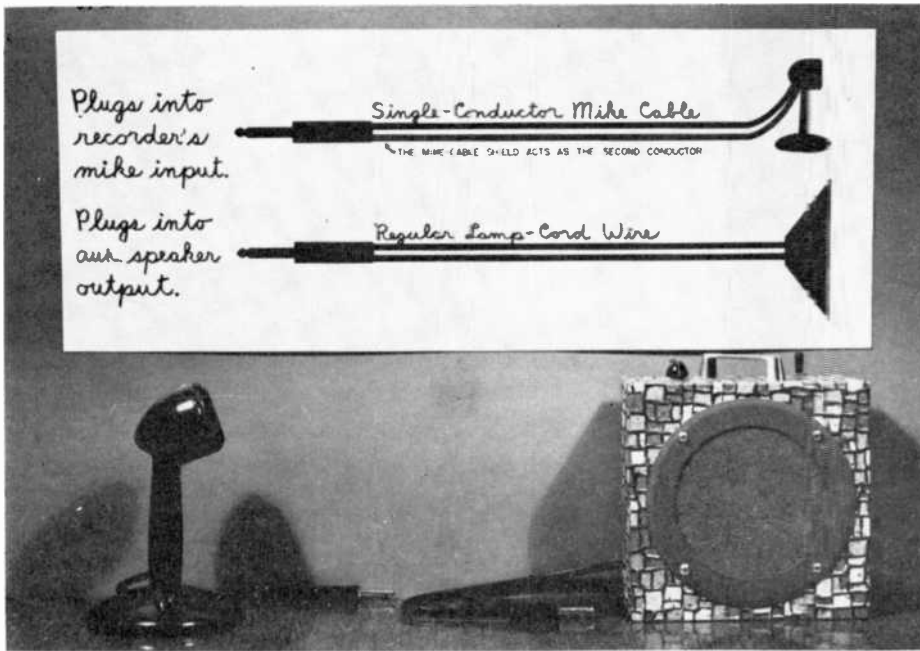 Plugs into
recorder's
mike input.
Single-Conductor Mike Cable
THE MIKE CABLE SHIELD ACTS AS THE SECOND CONDUCTOR
Plugs into
aux. speaker
output.
Regular Lamp-Cord Wire